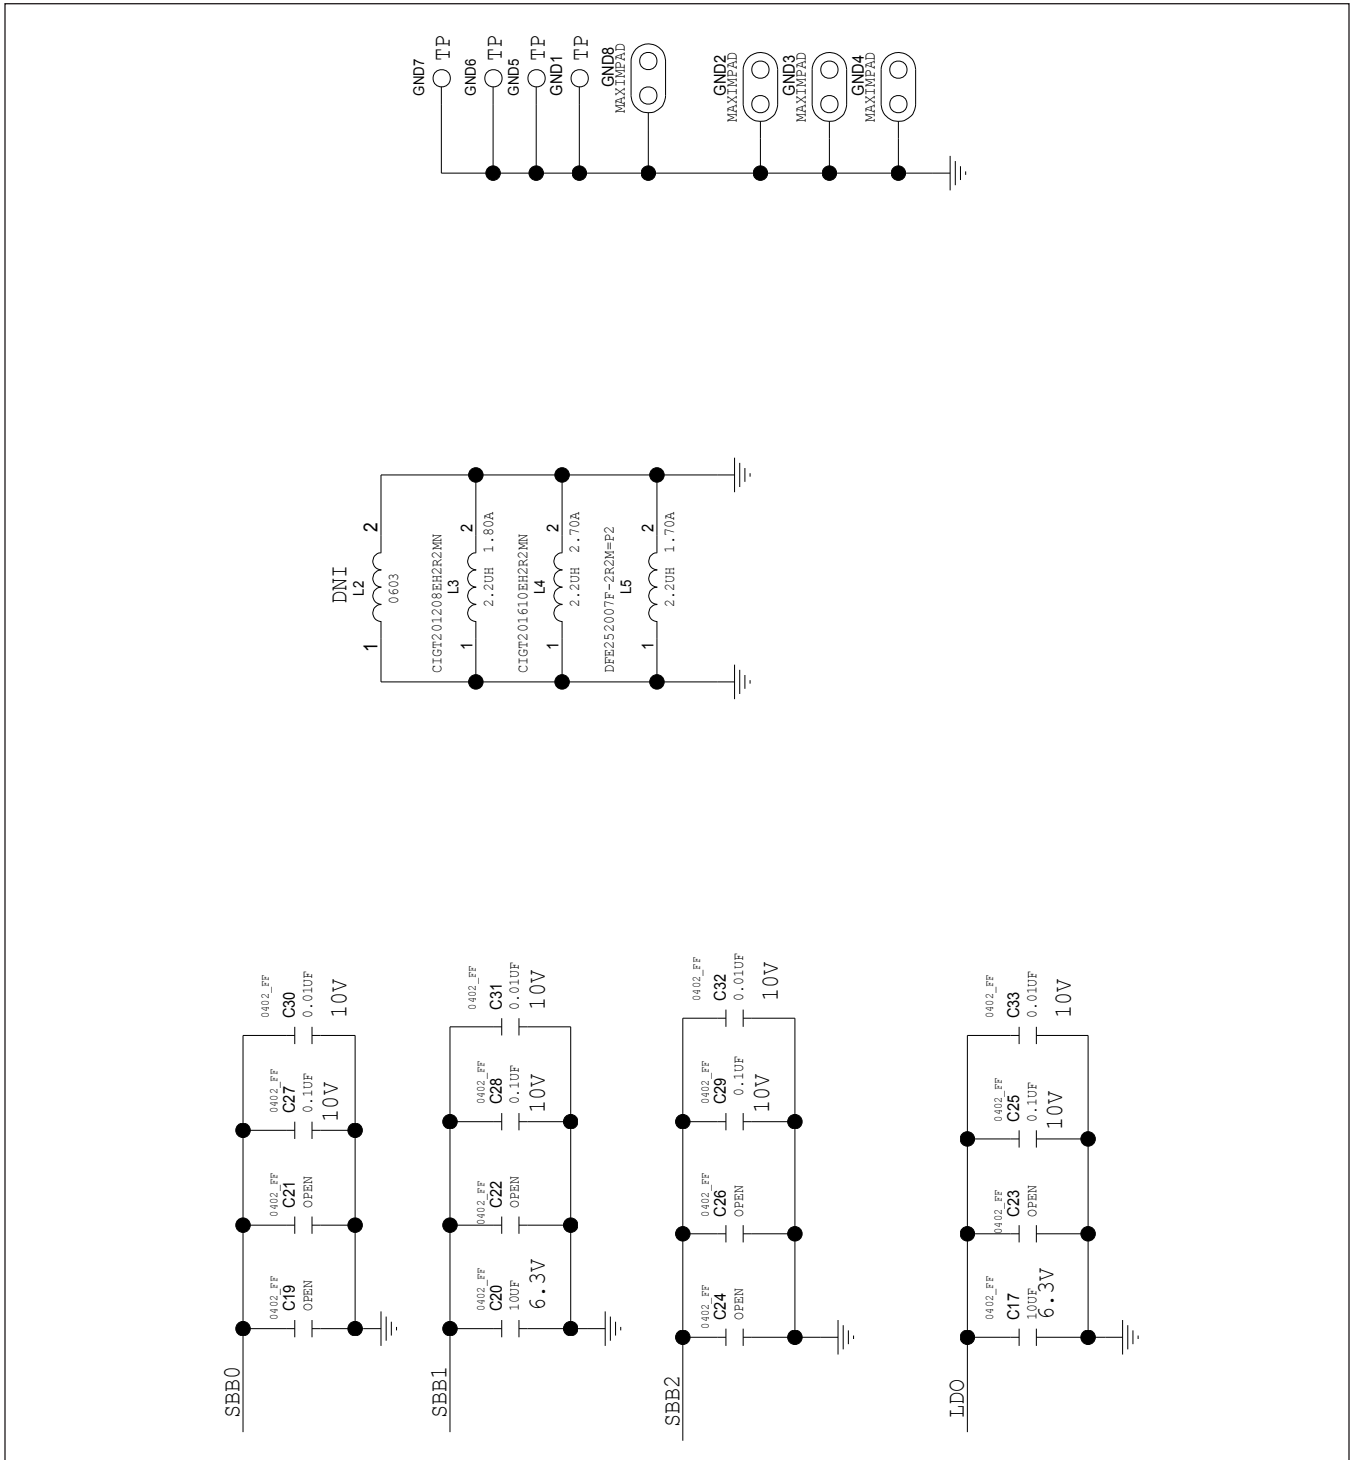 GND7
TP
GND6
TP
GND5
TP
GND1
TP
GND8
MAXIMPAD
GND2
MAXIMPAD
GND3
MAXIMPAD
GND4
MAXIMPAD
DNI
L2
0603
1
2
CIGT201208EH2R2MN
L3
2.2UH 1.80A
1
2
CIGT201610EH2R2MN
L4
2.2UH 2.70A
1
2
DFE252007F-2R2M=P2
L5
2.2UH 1.70A
1
2
0402_FF
C30
0.01UF
10V
0402_FF
C27
0.1UF
10V
0402_FF
C21
OPEN
0402_FF
C19
OPEN
SBB0
0402_FF
C31
0.01UF
10V
0402_FF
C28
0.1UF
10V
0402_FF
C22
OPEN
0402_FF
C20
10UF
6.3V
SBB1
0402_FF
C32
0.01UF
10V
0402_FF
C29
0.1UF
10V
0402_FF
C26
OPEN
0402_FF
C24
OPEN
SBB2
0402_FF
C33
0.01UF
10V
0402_FF
C25
0.1UF
10V
0402_FF
C23
OPEN
0402_FF
C17
10UF
6.3V
LDO